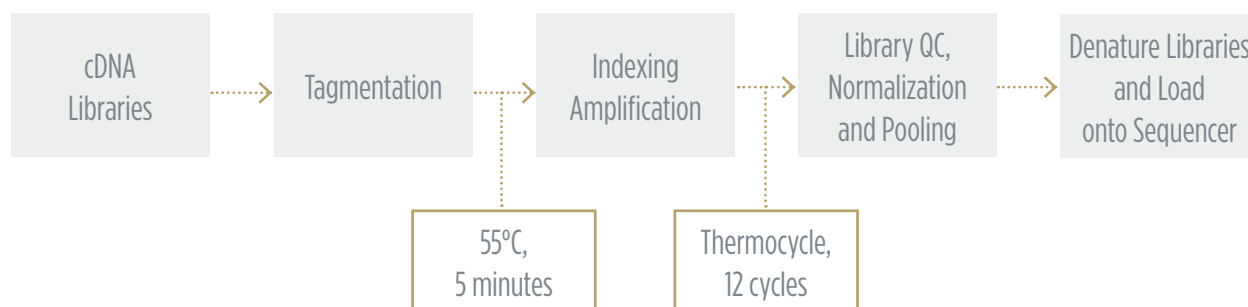 cDNA
Libraries
Tagmentation
Indexing
Amplification
Library QC,
Normalization
and Pooling
Denature Libraries
and Load
onto Sequencer
55ºC,
5 minutes
Thermocycle,
12 cycles